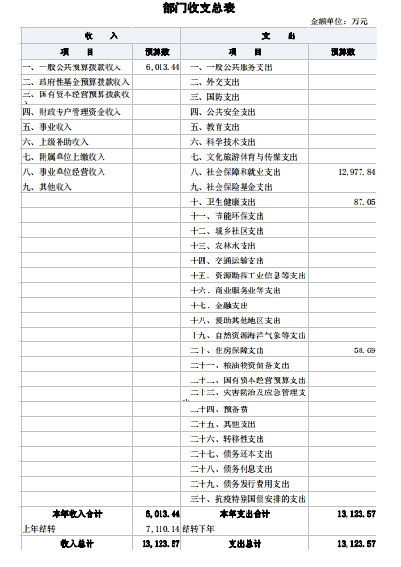 部门收支总表
金额单位: 万元
收 入 支 出
项 目 预算数 项 目 预算数
一、一般公共预算拨款收入 6,013.44 一、一般公共服务支出
二、政府性基金预算拨款收入 二、外交支出
三、国有资本经营预算拨款收 三、国防支出
四、财政专户管理资金收入 四、公共安全支出
五、事业收入 五、教育支出
六、上级补助收入 六、科学技术支出
七、附属单位上缴收入 七、文化旅游体育与传媒支出
八、事业单位经营收入 八、社会保障和就业支出 12,977.84
九、其他收入 九、社会保险基金支出
十、卫生健康支出 87.05
十一、节能环保支出
十二、城乡社区支出
十三、农林水支出
十四、交通运输支出
十五、资源勘探工业信息等支出
十六、商业服务业等支出
十七、金融支出
十八、援助其他地区支出
十九、自然资源海洋气象等支出
二十、住房保障支出 58.69
二十一、粮油物资储备支出
二十二、国有资本经营预算支出
二十三、灾害防治及应急管理支
二十四、预备费
二十五、其他支出
二十六、转移性支出
二十七、债务还本支出
二十八、债务付息支出
二十九、债务发行费用支出
三十、抗疫特别国债安排的支出
本年收入合计 6,013.44 本年支出合计 13,123.57
上年结转 7,110.14 结转下年
收入总计 13,123.57 支出总计 13,123.57